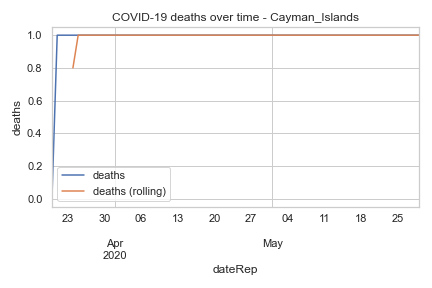 COVID-19 deaths over time - Cayman_Islands
1.0
0.8
0.6
0.4
0.2
0.0
deaths
deaths
deaths (rolling)
23 30 06 13 20 27 04 11 18 25
Apr May
2020
dateRep